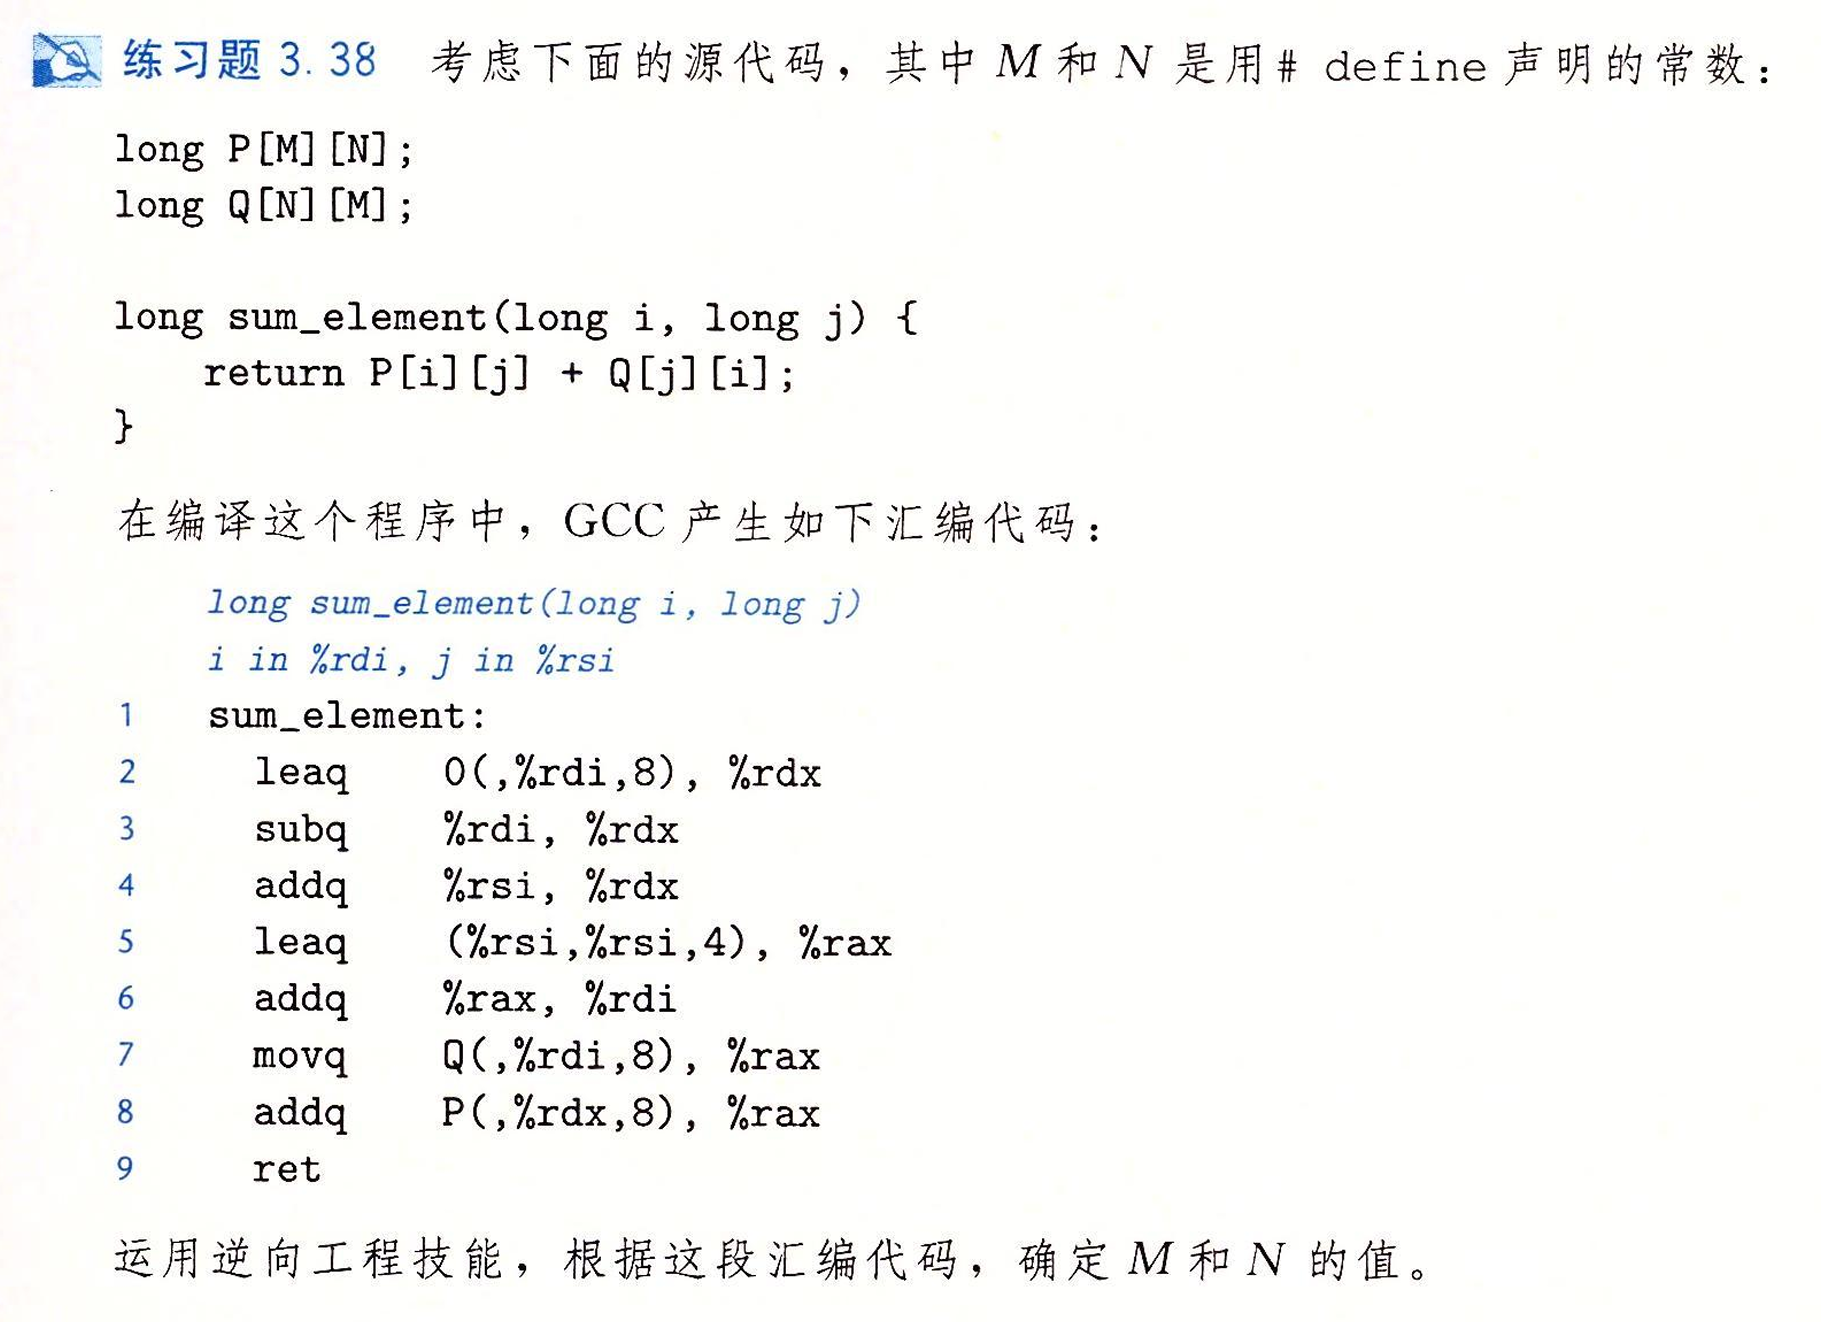 练习题 3.38 考虑下面的源代码，其中 M 和 N 是用# define 声明的常数：
long P[M][N];
long Q[N][M];
long sum_element(long i, long j) {
    return P[i][j] + Q[j][i];
}
在编译这个程序中，GCC 产生如下汇编代码：
long sum_element(long i, long j)
i in %rdi, j in %rsi
1 sum_element:
2 leaq 0(,%rdi,8), %rdx
3 subq %rdi, %rdx
4 addq %rsi, %rdx
5 leaq (%rsi,%rsi,4), %rax
6 addq %rax, %rdi
7 movq Q(,%rdi,8), %rax
8 addq P(,%rdx,8), %rax
9 ret
运用逆向工程技能，根据这段汇编代码，确定 M 和 N 的值。